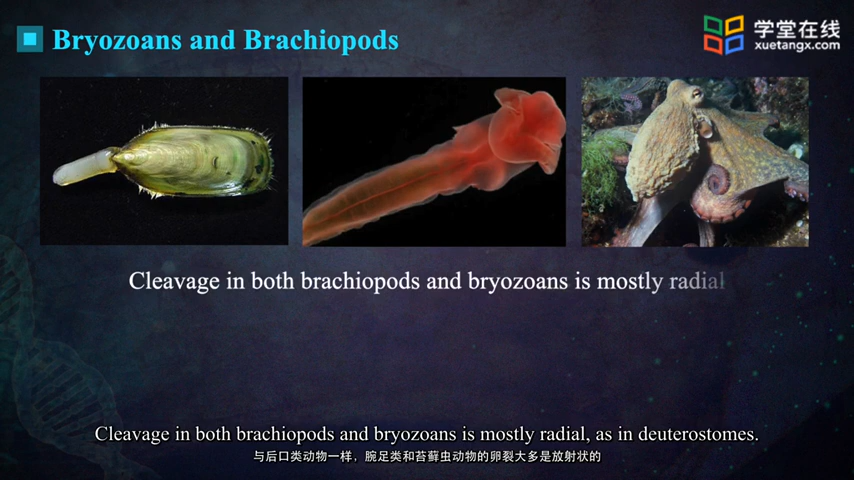 Bryozoans and Brachiopods
学堂在线
xuetangx.com
Cleavage in both brachiopods and bryozoans is mostly radial
Cleavage in both brachiopods and bryozoans is mostly radial, as in deuterostomes.
与后口类动物一样，腕足类和苔藓虫动物的卵裂大多是放射状的